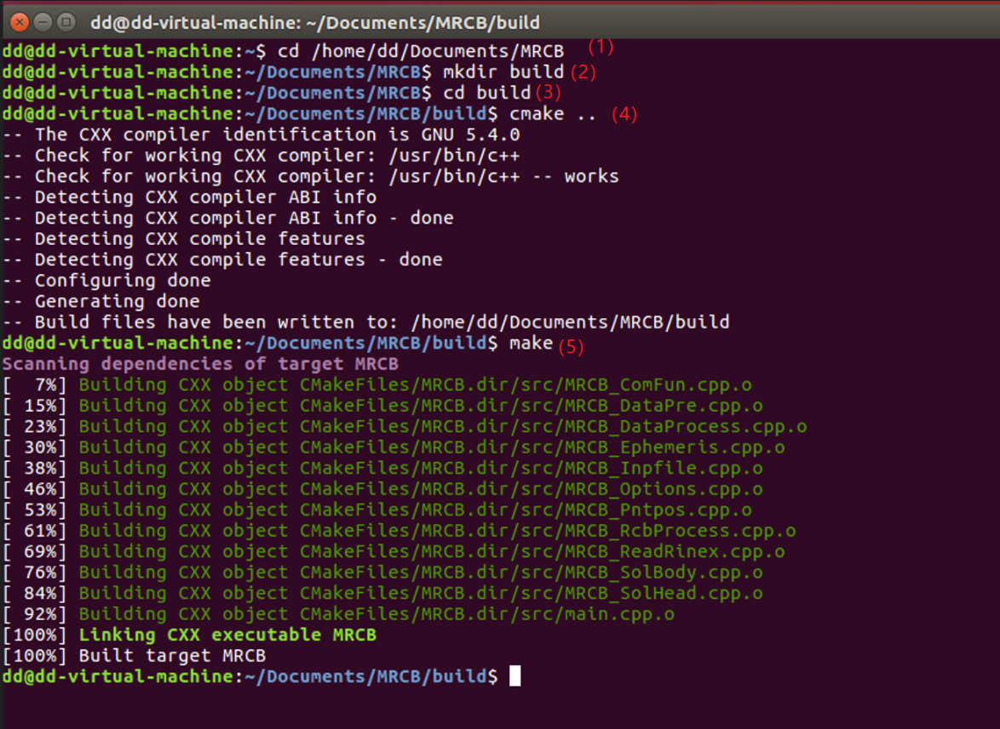 dd@dd-virtual-machine: ~/Documents/MRCB/build
dd@dd-virtual-machine:~$ cd /home/dd/Documents/MRCB (1)
dd@dd-virtual-machine:~/Documents/MRCB$ mkdir build (2)
dd@dd-virtual-machine:~/Documents/MRCB$ cd build (3)
dd@dd-virtual-machine:~/Documents/MRCB/build$ cmake .. (4)
-- The CXX compiler identification is GNU 5.4.0
-- Check for working CXX compiler: /usr/bin/c++
-- Check for working CXX compiler: /usr/bin/c++ -- works
-- Detecting CXX compiler ABI info
-- Detecting CXX compiler ABI info - done
-- Detecting CXX compile features
-- Detecting CXX compile features - done
-- Configuring done
-- Generating done
-- Build files have been written to: /home/dd/Documents/MRCB/build
dd@dd-virtual-machine:~/Documents/MRCB/build$ make (5)
Scanning dependencies of target MRCB
[  7%] Building CXX object CMakeFiles/MRCB.dir/src/MRCB_ComFun.cpp.o
[ 15%] Building CXX object CMakeFiles/MRCB.dir/src/MRCB_DataPre.cpp.o
[ 23%] Building CXX object CMakeFiles/MRCB.dir/src/MRCB_DataProcess.cpp.o
[ 30%] Building CXX object CMakeFiles/MRCB.dir/src/MRCB_Ephemeris.cpp.o
[ 38%] Building CXX object CMakeFiles/MRCB.dir/src/MRCB_Inpfile.cpp.o
[ 46%] Building CXX object CMakeFiles/MRCB.dir/src/MRCB_Options.cpp.o
[ 53%] Building CXX object CMakeFiles/MRCB.dir/src/MRCB_Pntpos.cpp.o
[ 61%] Building CXX object CMakeFiles/MRCB.dir/src/MRCB_RcbProcess.cpp.o
[ 69%] Building CXX object CMakeFiles/MRCB.dir/src/MRCB_ReadRinex.cpp.o
[ 76%] Building CXX object CMakeFiles/MRCB.dir/src/MRCB_SolBody.cpp.o
[ 84%] Building CXX object CMakeFiles/MRCB.dir/src/MRCB_SolHead.cpp.o
[ 92%] Building CXX object CMakeFiles/MRCB.dir/src/main.cpp.o
[100%] Linking CXX executable MRCB
[100%] Built target MRCB
dd@dd-virtual-machine:~/Documents/MRCB/build$